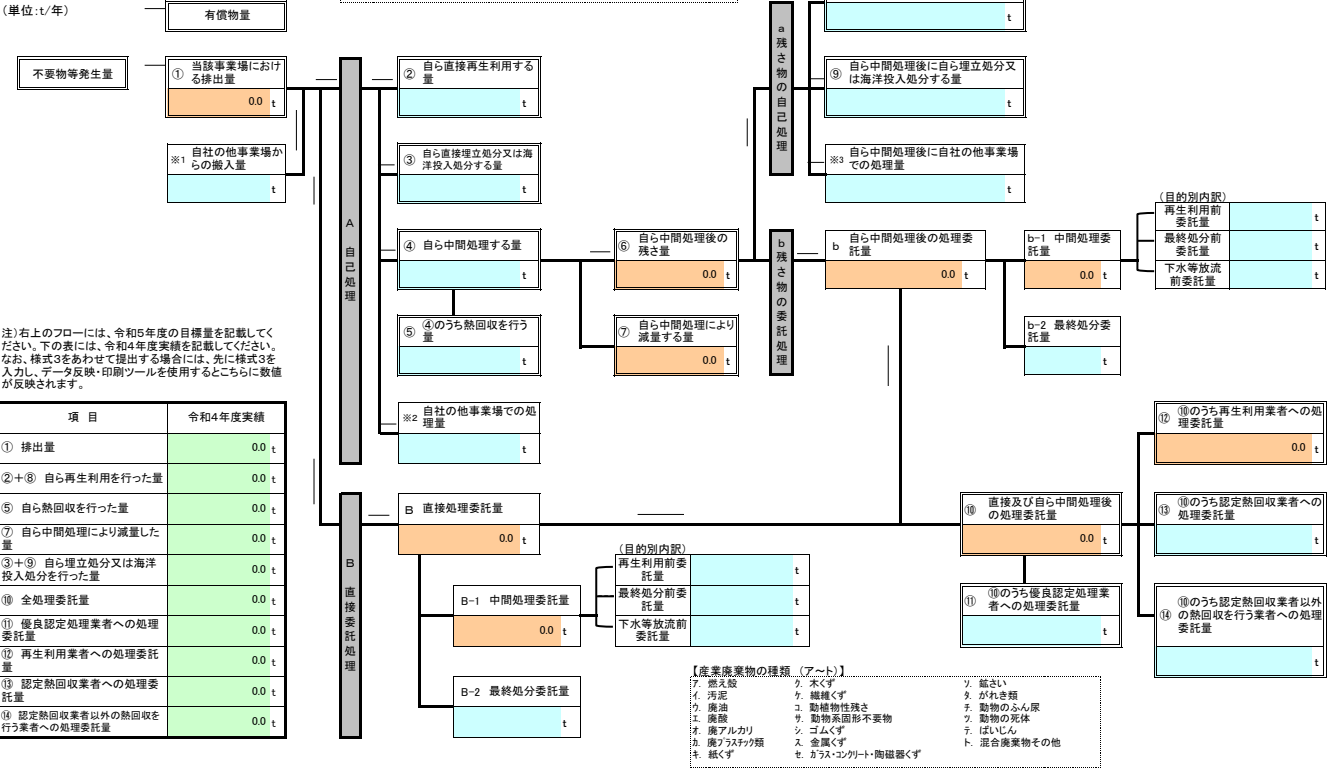 (単位:t/年)
有償物量
t
不要物等発生量
① 当該事業場におけ
る排出量
0.0 t
※1 自社の他事業場か
らの搬入量
t
A 自己処理
② 自ら直接再生利用する
量
t
③ 自ら直接埋立処分又は海
洋投入処分する量
t
④ 自ら中間処理する量
t
⑤ ④のうち熱回収を行う
量
t
※2 自社の他事業場での処
理量
t
⑥ 自ら中間処理後の
残さ量
0.0 t
⑦ 自ら中間処理により
減量する量
0.0 t
a 残さ物の自己処理
⑨ 自ら中間処理後に自ら埋立処分又
は海洋投入処分する量
t
※3 自ら中間処理後に自社の他事業場
での処理量
t
b 残さ物の委託処理
b 自ら中間処理後の処理委
託量
0.0 t
b-1 中間処理委
託量
0.0 t
b-2 最終処分委
託量
t
(目的別内訳)
再生利用前
委託量
t
最終処分前
委託量
t
下水等放流
前委託量
t
注)右上のフローには、令和5年度の目標量を記載してく
ださい。下の表には、令和4年度実績を記載してください。
なお、様式3をあわせて提出する場合には、先に様式3を
入力し、データ反映・印刷ツールを使用するとこちらに数値
が反映されます。
項 目 令和4年度実績
① 排出量 0.0 t
②+⑧ 自ら再生利用を行った量 0.0 t
⑤ 自ら熱回収を行った量 0.0 t
⑦ 自ら中間処理により減量した
量 0.0 t
③+⑨ 自ら埋立処分又は海洋
投入処分を行った量 0.0 t
⑩ 全処理委託量 0.0 t
⑪ 優良認定処理業者への処理
委託量 0.0 t
⑫ 再生利用業者への処理委託
量 0.0 t
⑬ 認定熱回収業者への処理委
託量 0.0 t
⑭ 認定熱回収業者以外の熱回収を
行う業者への処理委託量 0.0 t
B 直接委託処理
B 直接処理委託量
0.0 t
B-1 中間処理委託量
0.0 t
B-2 最終処分委託量
t
(目的別内訳)
再生利用前委
託量
t
最終処分前委
託量
t
下水等放流前
委託量
t
⑩ 直接及び自ら中間処理後
の処理委託量
0.0 t
⑪ ⑩のうち優良認定処理業
者への処理委託量
t
⑫ ⑩のうち再生利用業者への処
理委託量
0.0 t
⑬ ⑩のうち認定熱回収業者への
処理委託量
t
⑭ ⑩のうち認定熱回収業者以外
の熱回収を行う業者への処理
委託量
t
【産業廃棄物の種類 (ア~ト)】
ア. 燃え殻 ク. 木くず ソ. 鉱さい
イ. 汚泥 ケ. 繊維くず タ. がれき類
ウ. 廃油 コ. 動植物性残さ チ. 動物のふん尿
エ. 廃酸 サ. 動物系固形不要物 ツ. 動物の死体
オ. 廃アルカリ シ. ゴムくず テ. ばいじん
カ. 廃プラスチック類 ス. 金属くず ト. 混合廃棄物その他
キ. 紙くず セ. ガラス・コンクリート・陶磁器くず